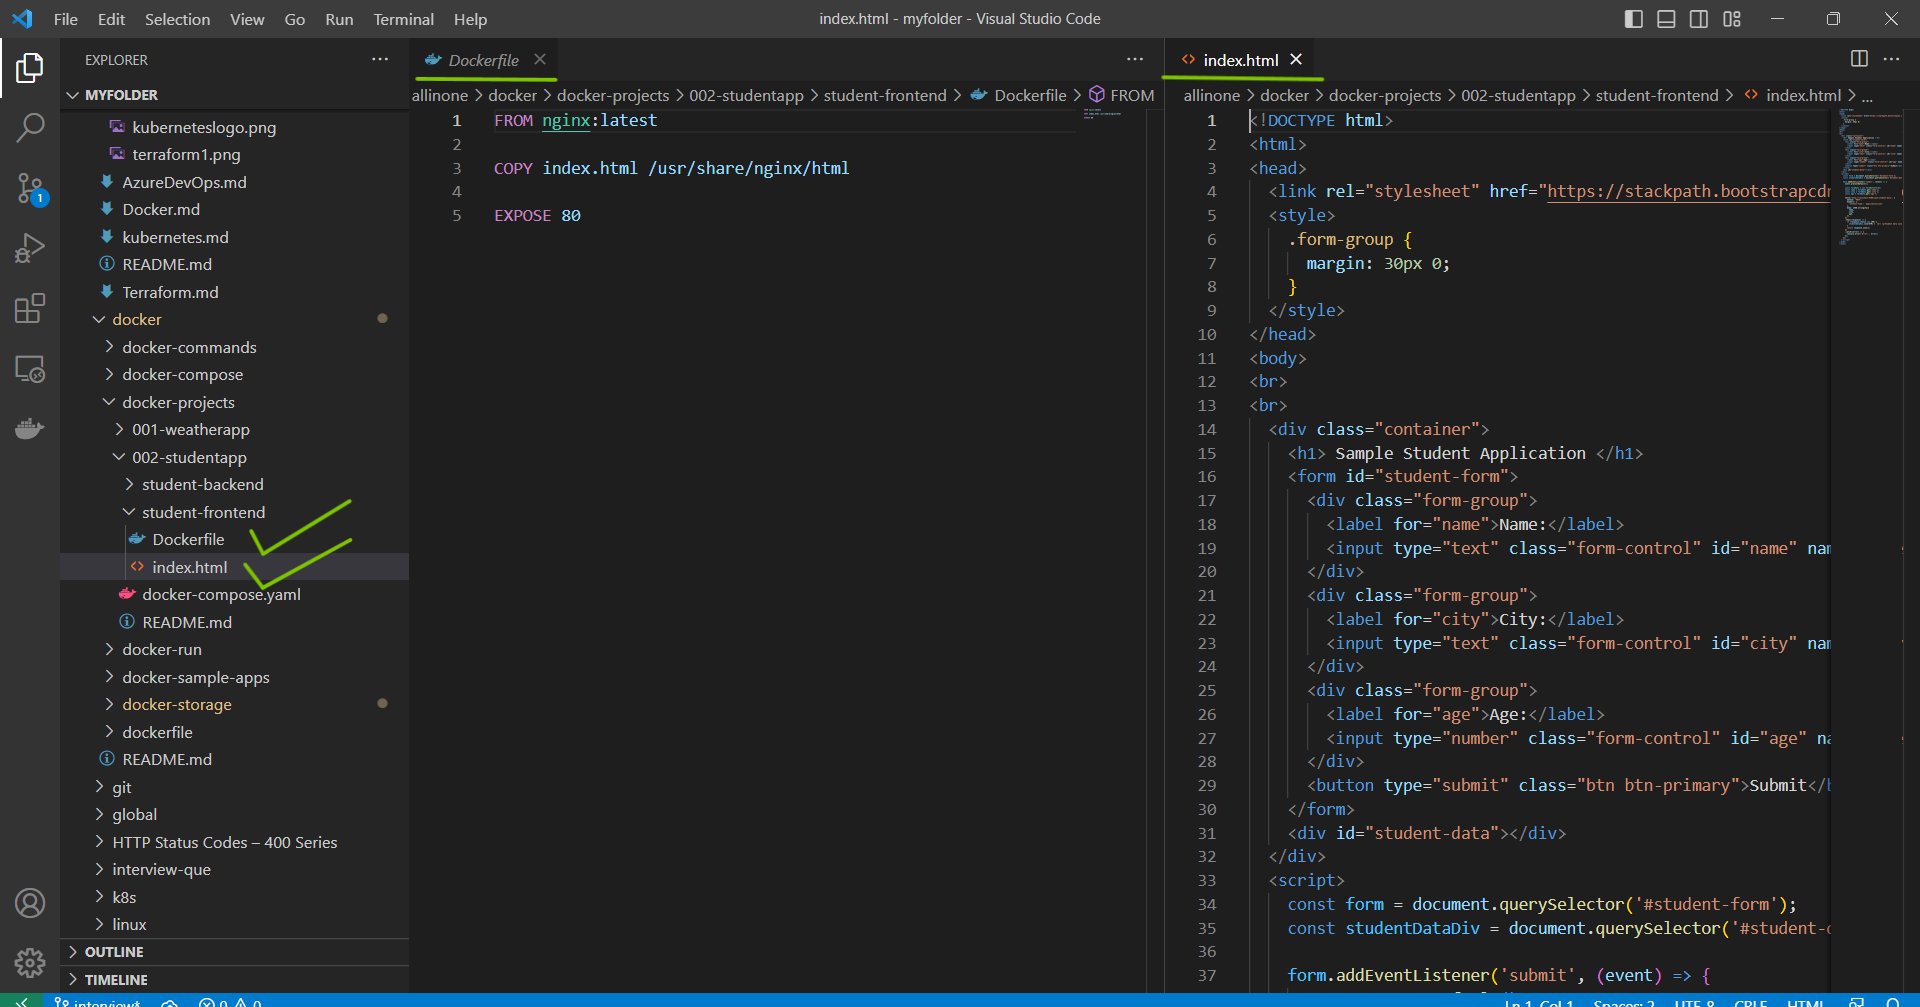 File Edit Selection View Go Run Terminal Help
index.html - myfolder - Visual Studio Code
EXPLORER
MYFOLDER
kuberneteslogo.png
terraform1.png
AzureDevOps.md
Docker.md
kubernetes.md
README.md
Terraform.md
docker
docker-commands
docker-compose
docker-projects
001-weatherapp
002-studentapp
student-backend
student-frontend
Dockerfile
index.html
docker-compose.yaml
README.md
docker-run
docker-sample-apps
docker-storage
dockerfile
README.md
git
global
HTTP Status Codes – 400 Series
interview-que
k8s
linux
OUTLINE
TIMELINE
1
Dockerfile
allinone > docker > docker-projects > 002-studentapp > student-frontend > Dockerfile > FROM
1 FROM nginx:latest
2
3 COPY index.html /usr/share/nginx/html
4
5 EXPOSE 80
index.html
allinone > docker > docker-projects > 002-studentapp > student-frontend > index.html > ...
1 <!DOCTYPE html>
2 <html>
3 <head>
4 <link rel="stylesheet" href="https://stackpath.bootstrapcd
5 <style>
6 .form-group {
7 margin: 30px 0;
8 }
9 </style>
10 </head>
11 <body>
12 <br>
13 <br>
14 <div class="container">
15 <h1> Sample Student Application </h1>
16 <form id="student-form">
17 <div class="form-group">
18 <label for="name">Name:</label>
19 <input type="text" class="form-control" id="name" nam
20 </div>
21 <div class="form-group">
22 <label for="city">City:</label>
23 <input type="text" class="form-control" id="city" nam
24 </div>
25 <div class="form-group">
26 <label for="age">Age:</label>
27 <input type="number" class="form-control" id="age" na
28 </div>
29 <button type="submit" class="btn btn-primary">Submit</
30 </form>
31 <div id="student-data"></div>
32 </div>
33 <script>
34 const form = document.querySelector('#student-form');
35 const studentDataDiv = document.querySelector('#student-
36
37 form.addEventListener('submit', (event) => {
interview* 0 0
Ln 1, Col 1 Spaces: 2 UTF-8 CRLF HTML